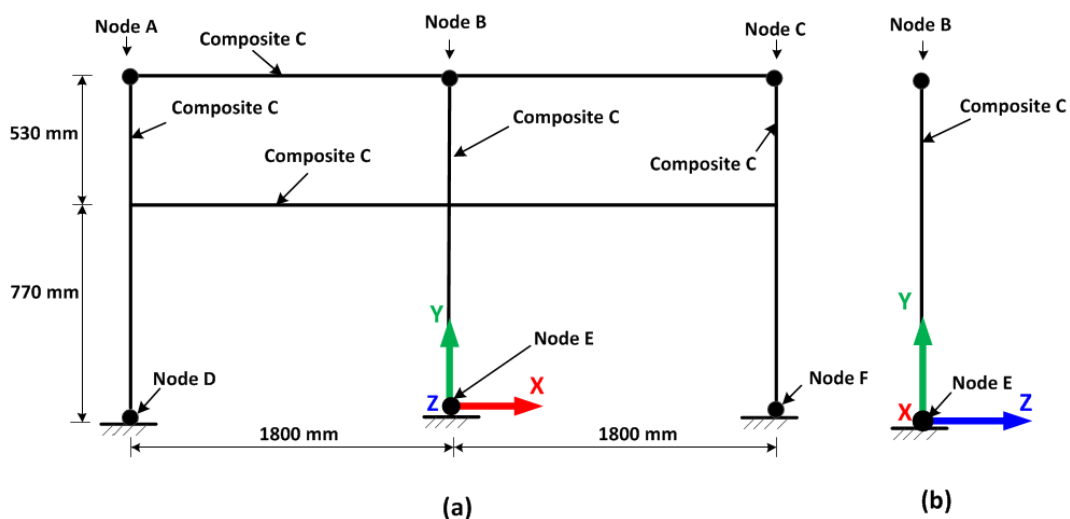 Node A
Composite C
Node B
Node C
Node B
530 mm
Composite C
Composite C
Composite C
Composite C
Composite C
770 mm
Y
Node E
Node D
Z
X
Node F
1800 mm
1800 mm
Y
Node E
Z
X
(a)
(b)